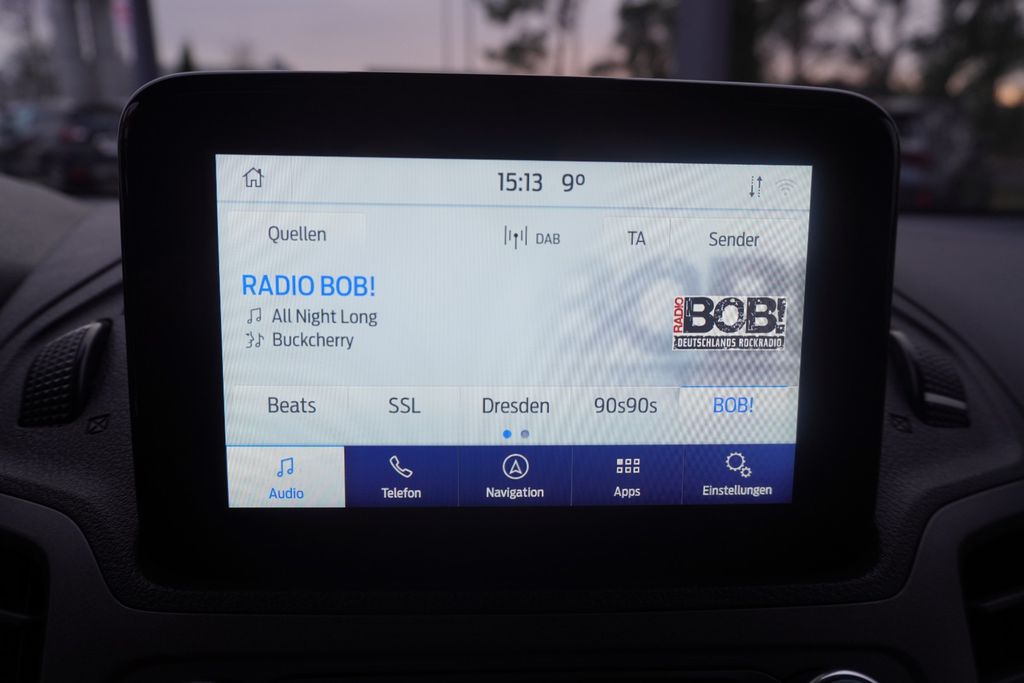 15:13 9°
Quellen DAB TA Sender
RADIO BOB!
All Night Long
Buckcherry
RADIO BOB!
DEUTSCHLANDS ROCKRADIO
Beats SSL Dresden 90s90s BOB!
Audio Telefon Navigation Apps Einstellungen